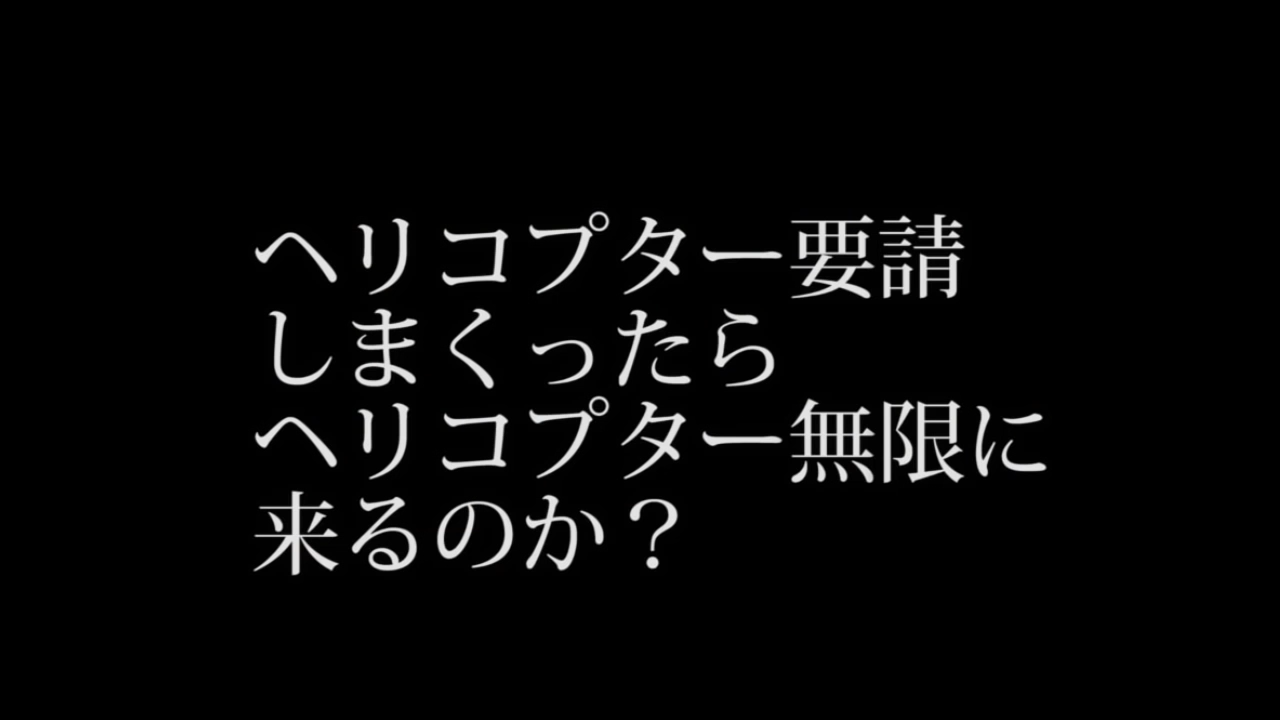 ヘリコプター要請
しまくったら
ヘリコプター無限に
来るのか？